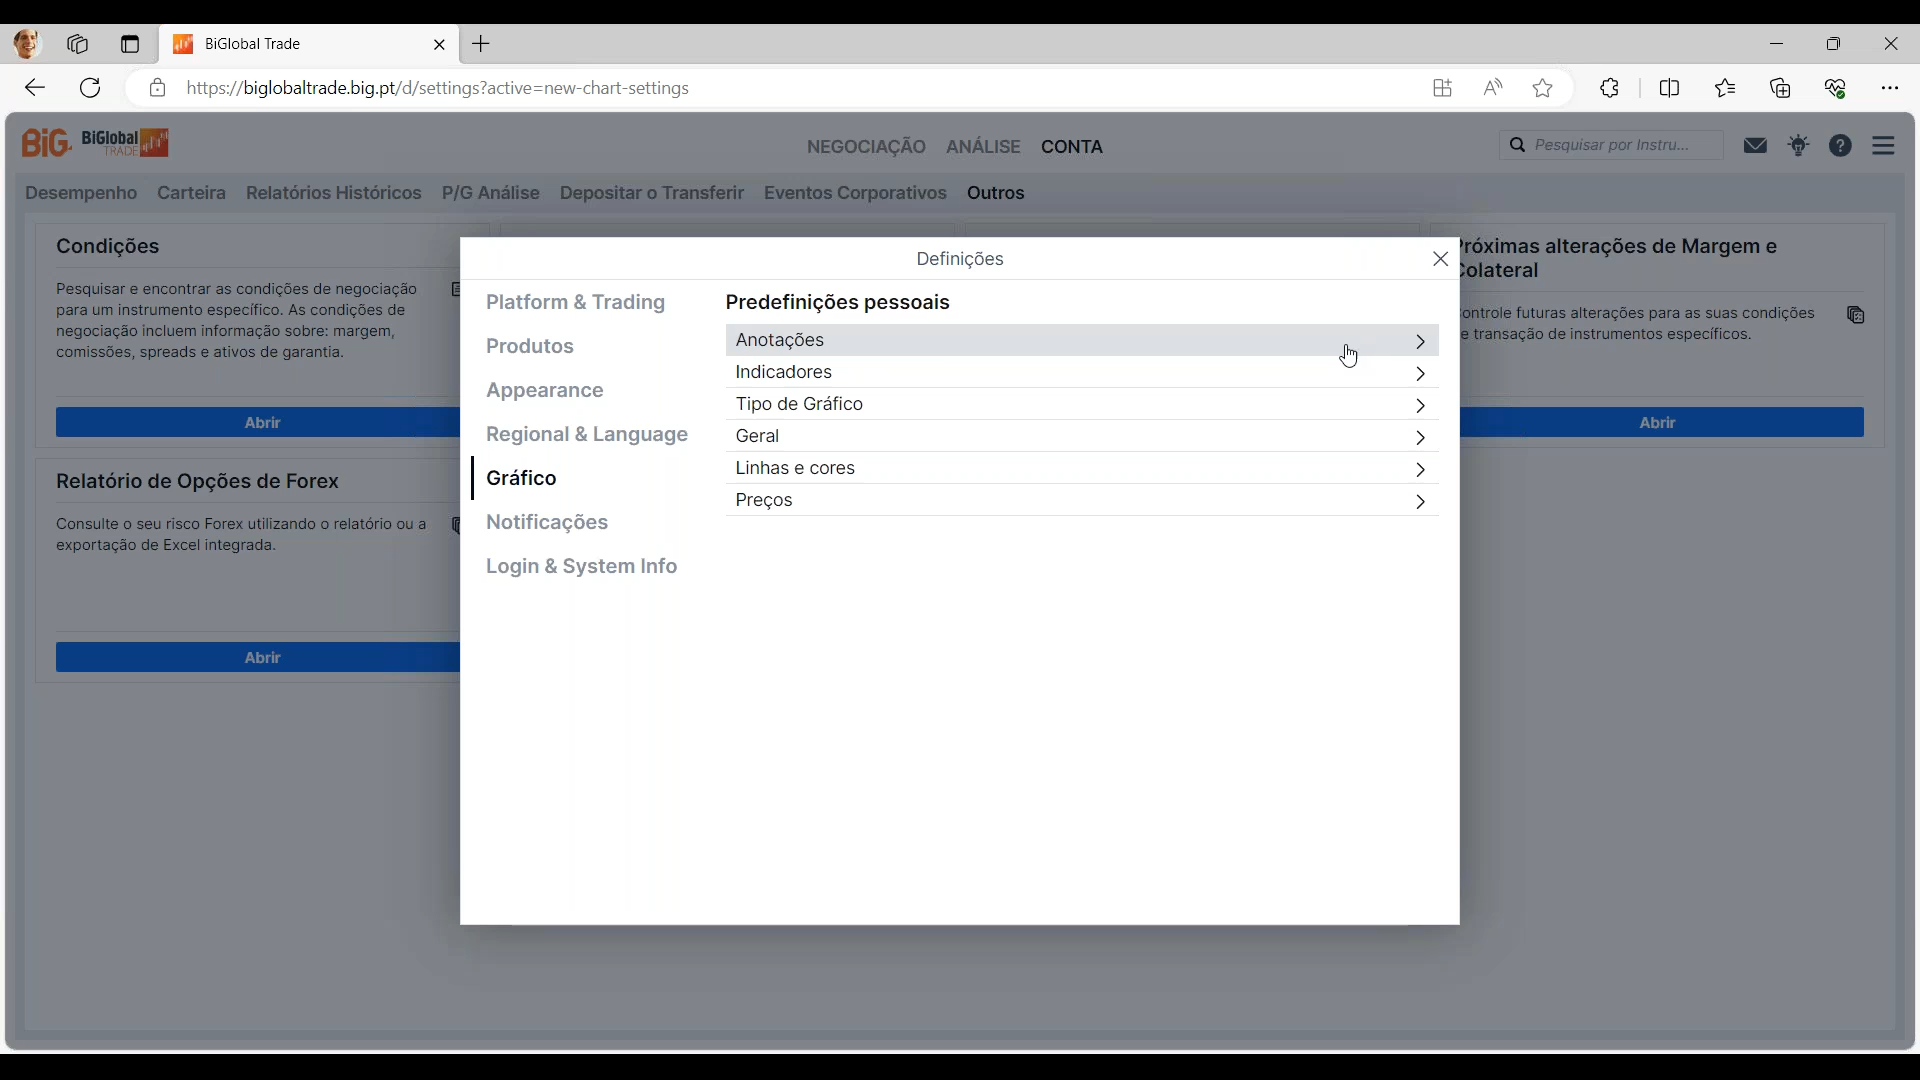 BiGlobal Trade
https://biglobaltrade.big.pt/d/settings?active=new-chart-settings
BiG
BiGlobal
TRADE
NEGOCIAÇÃO ANÁLISE CONTA
Pesquisar por Instru...
Desempenho Carteira Relatórios Históricos P/G Análise Depositar o Transferir Eventos Corporativos Outros
Condições
Pesquisar e encontrar as condições de negociação
para um instrumento específico. As condições de
negociação incluem informação sobre: margem,
comissões, spreads e ativos de garantia.
Abrir
Relatório de Opções de Forex
Consulte o seu risco Forex utilizando o relatório ou a
exportação de Excel integrada.
Abrir
Definições
Platform & Trading
Produtos
Appearance
Regional & Language
Gráfico
Notificações
Login & System Info
Predefinições pessoais
Anotações
Indicadores
Tipo de Gráfico
Geral
Linhas e cores
Preços
róximas alterações de Margem e
olateral
ontrole futuras alterações para as suas condições
e transação de instrumentos específicos.
Abrir